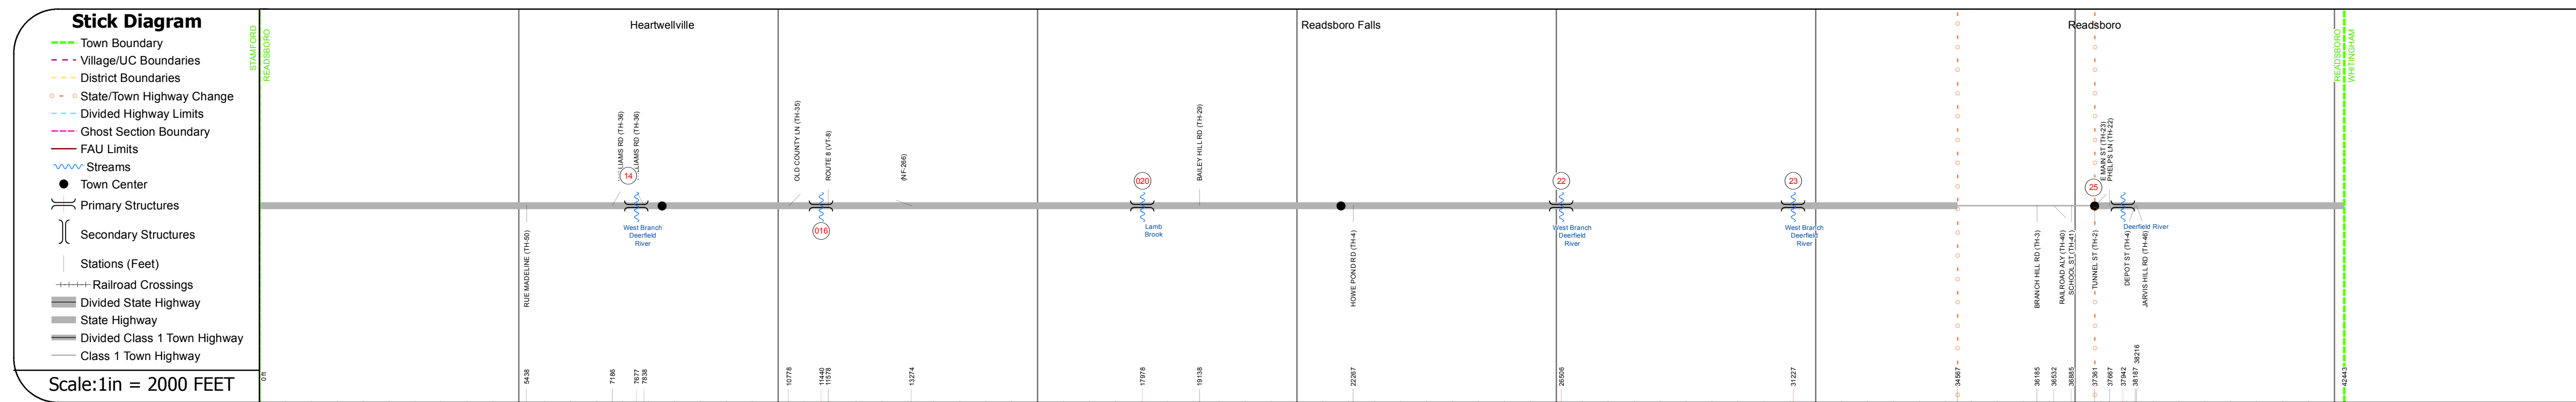 Stick Diagram
Town Boundary
Village/UC Boundaries
District Boundaries
State/Town Highway Change
Divided Highway Limits
Ghost Section Boundary
FAU Limits
Streams
Town Center
Primary Structures
Secondary Structures
Stations (Feet)
Railroad Crossings
Divided State Highway
State Highway
Divided Class 1 Town Highway
Class 1 Town Highway
Scale:1in = 2000 FEET
STAMFORD
READSBORO
Heartwellville
Readsboro Falls
Readsboro
READSBORO
WHITINGHAM
RD (TH-36)
RD (TH-36)
OLD COUNTY LN (TH-35)
ROUTE 8 (VT-8)
(NF-266)
BAILEY HILL RD (TH-29)
E MAIN ST (TH-23)
PHELPS LN (TH-22)
14
016
020
22
23
25
West Branch
Deerfield
River
Lamb
Brook
West Branch
Deerfield
River
West Branch
Deerfield
River
Deerfield River
RUE MADELINE (TH-50)
HOWE POND RD (TH-4)
BRANCH HILL RD (TH-3)
RAILROAD ALY (TH-40)
SCHOOL ST (TH-41)
TUNNEL ST (TH-2)
DEPOT ST (TH-4)
JARVIS HILL RD (TH-46)
0 ft
5438
7186
7677
7838
10778
11440
11578
13274
17978
19138
22267
26506
31227
34567
36185
36532
36885
37361
37667
37942
38187
38216
42443